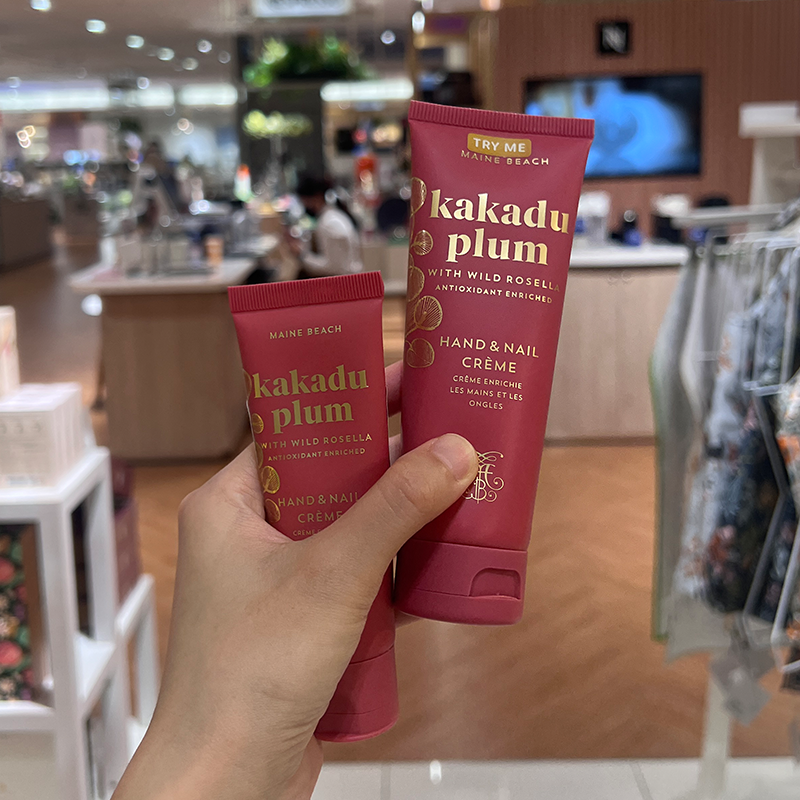 MAINE BEACH
kakadu
plum
WITH WILD ROSELLA
ANTIOXIDANT ENRICHED
HAND & NAIL
CRÈME
TRY ME
MAINE BEACH
kakadu
plum
WITH WILD ROSELLA
ANTIOXIDANT ENRICHED
HAND & NAIL
CRÈME
CRÈME ENRICHIE
LES MAINS ET LES
ONGLES